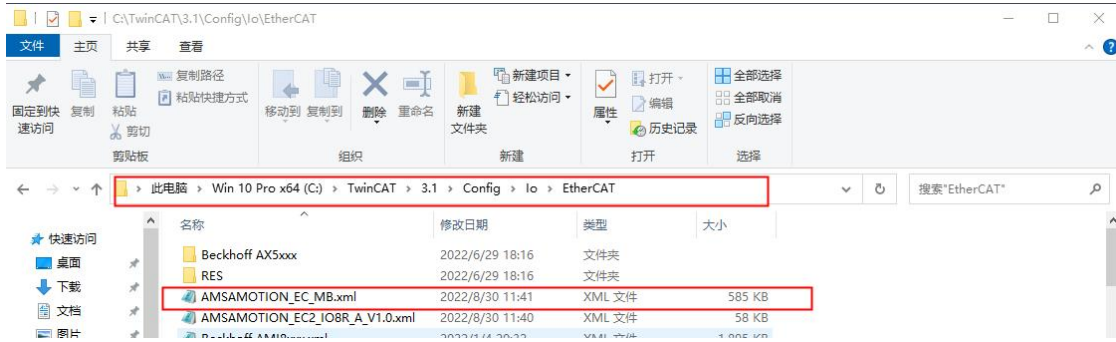 C:\TwinCAT\3.1\Config\Io\EtherCAT
文件 主页 共享 查看
固定到快速访问
复制
粘贴
复制路径
粘贴快捷方式
剪切
剪贴板
移动到 复制到 删除 重命名
组织
新建文件夹
新建项目
轻松访问
新建
属性
打开
编辑
历史记录
打开
全部选择
全部取消
反向选择
选择
此电脑 > Win 10 Pro x64 (C:) > TwinCAT > 3.1 > Config > Io > EtherCAT
搜索"EtherCAT"
名称 修改日期 类型 大小
快速访问
桌面
下载
文档
图片
Beckhoff AX5xxx 2022/6/29 18:16 文件夹
RES 2022/6/29 18:16 文件夹
AMSAMOTION_EC_MB.xml 2022/8/30 11:41 XML 文件 585 KB
AMSAMOTION_EC2_IO8R_A_V1.0.xml 2022/8/30 11:40 XML 文件 58 KB